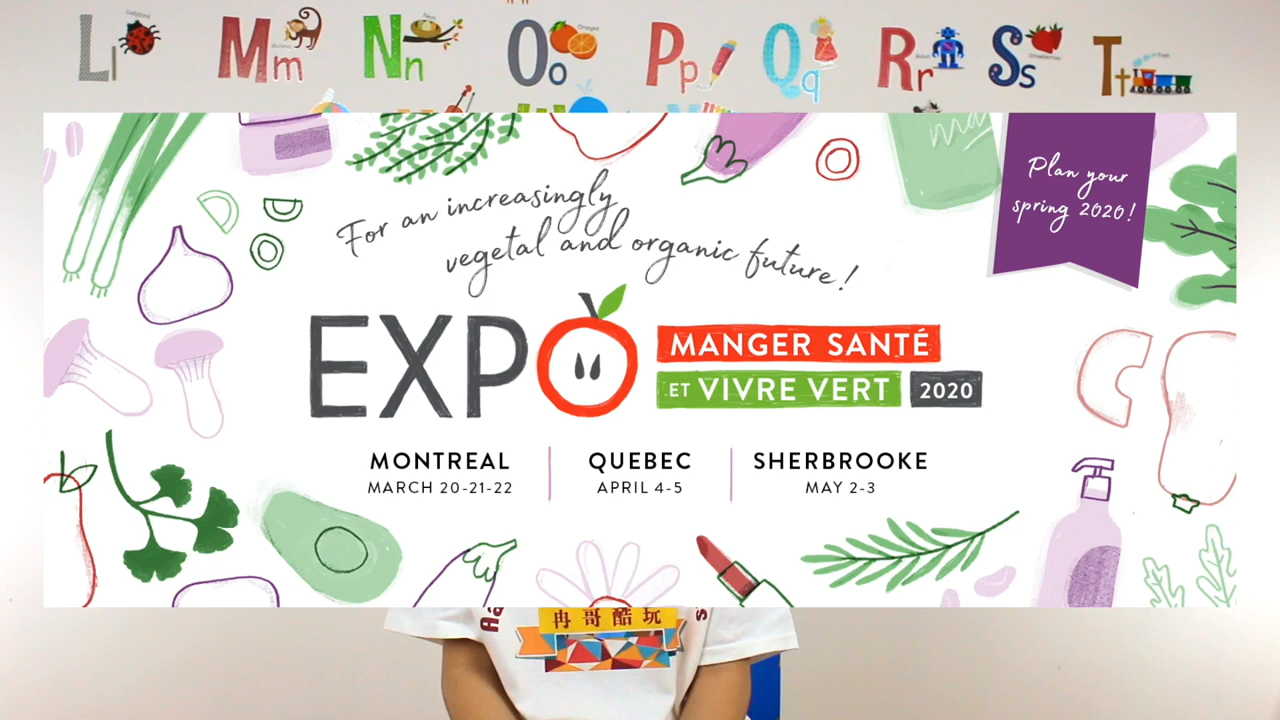 Ll Mm Nn Oo Pp Qq Rr Ss Tt
For an increasingly
vegetal and organic future!
Plan your
spring 2020!
EXPO
MANGER SANTÉ
ET VIVRE VERT 2020
MONTREAL QUEBEC SHERBROOKE
MARCH 20-21-22 APRIL 4-5 MAY 2-3
冉哥酷玩